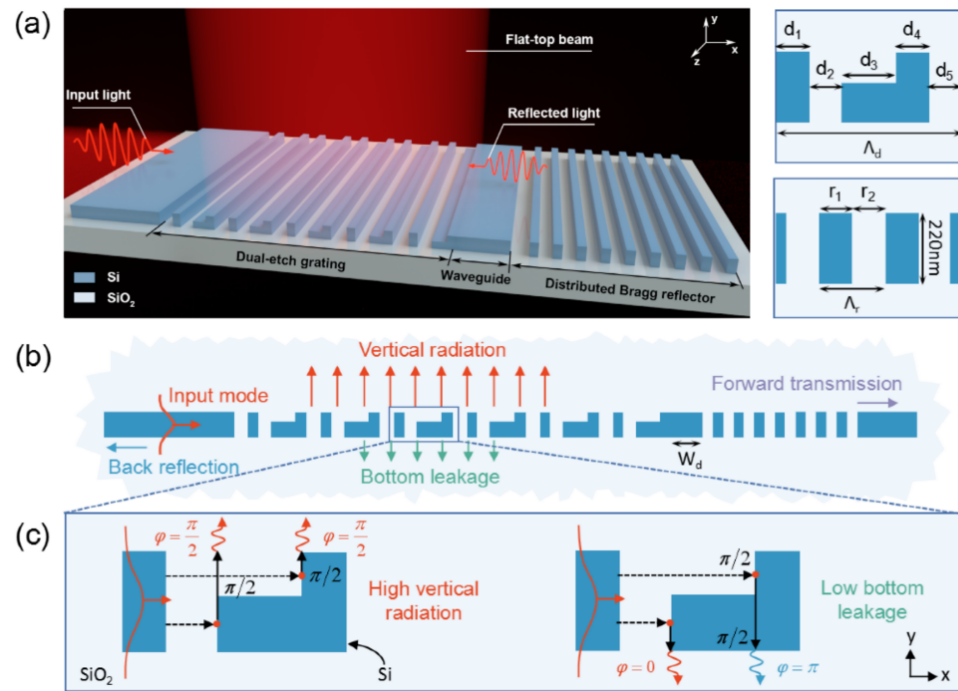 (a)
Flat-top beam
y
x
z
Input light
Reflected light
Dual-etch grating
Waveguide
Distributed Bragg reflector
Si
SiO₂
d₁
d₂
d₃
d₄
d₅
Λd
r₁
r₂
220nm
Λr
(b)
Vertical radiation
Input mode
Forward transmission
Back reflection
Bottom leakage
Wd
(c)
φ = π/2
φ = π/2
π/2
π/2
High vertical
radiation
SiO₂
Si
π/2
π/2
Low bottom
leakage
φ = 0
φ = π
y
x